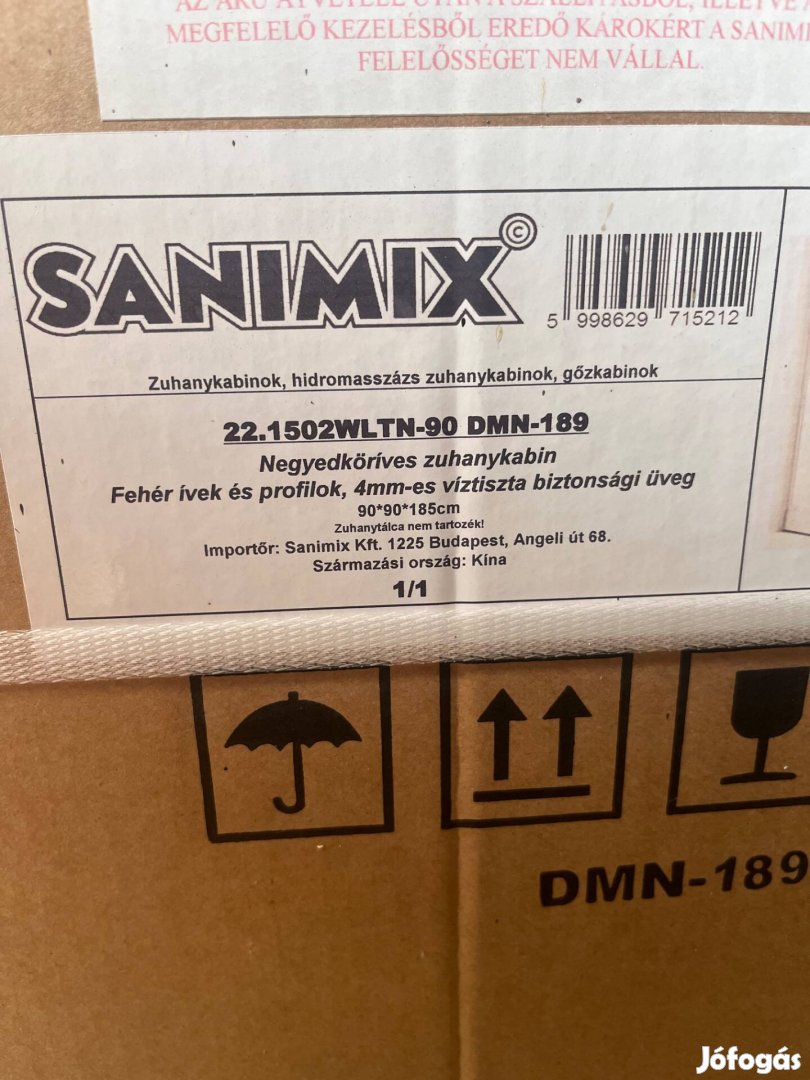 AZ ÁRU ÁTVÉTELE UTÁN A SZÁLLÍTÁSBÓL, ILLETVE A
MEGFELELŐ KEZELÉSBŐL EREDŐ KÁROKÉRT A SANIMI
FELELŐSSÉGET NEM VÁLLAL.
SANIMIX ©
5 998629 715212
Zuhanykabinok, hidromasszázs zuhanykabinok, gőzkabinok
22.1502WLTN-90 DMN-189
Negyedköríves zuhanykabin
Fehér ívek és profilok, 4mm-es víztiszta biztonsági üveg
90*90*185cm
Zuhanytálca nem tartozék!
Importőr: Sanimix Kft. 1225 Budapest, Angeli út 68.
Származási ország: Kína
1/1
DMN-189
Jófogás